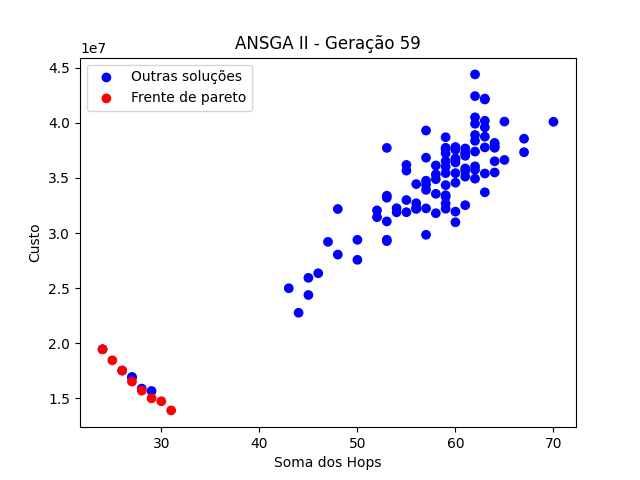 ANSGA II - Geração 59
1e7
4.5
4.0
3.5
3.0
2.5
2.0
1.5
Custo
Outras soluções
Frente de pareto
30 40 50 60 70
Soma dos Hops